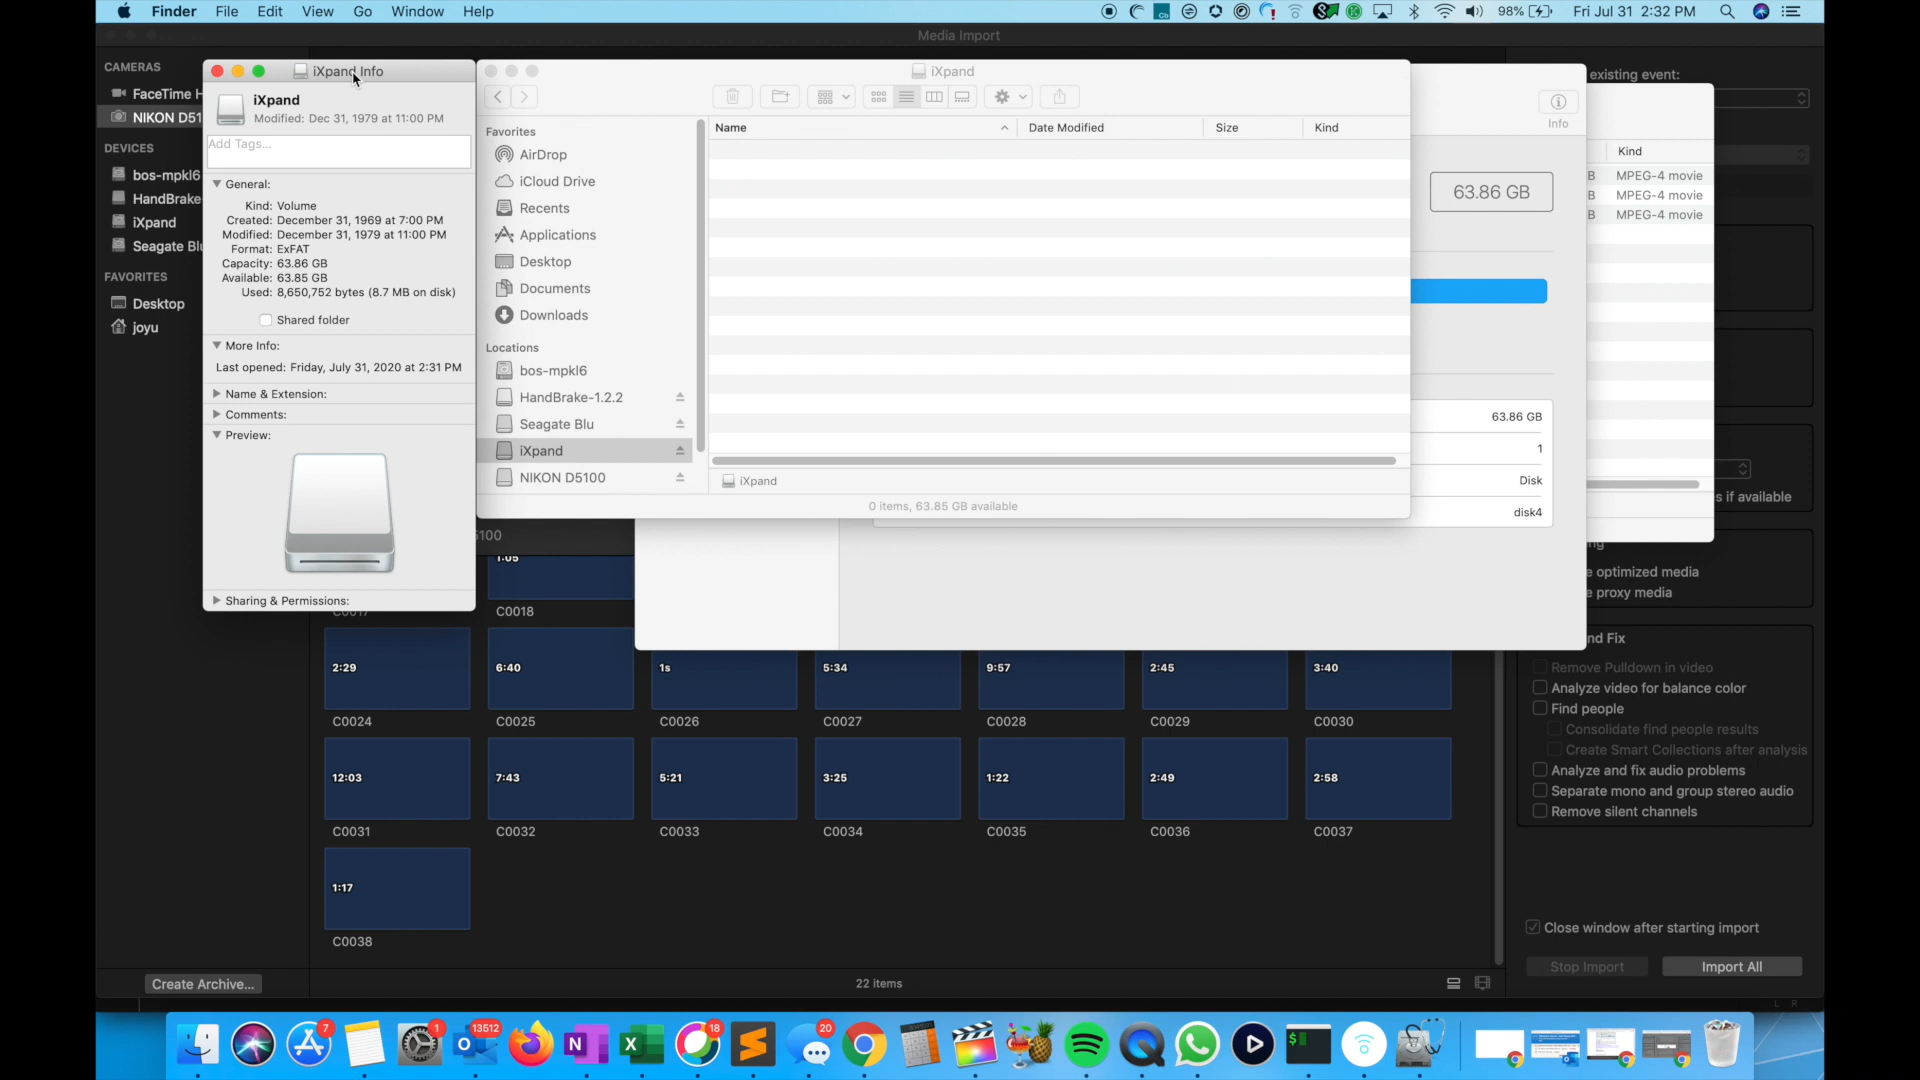 Finder File Edit View Go Window Help
98% Fri Jul 31 2:32 PM
Media Import
CAMERAS
FaceTime H
NIKON D51
DEVICES
bos-mpkl6
HandBrake
iXpand
Seagate Blu
FAVORITES
Desktop
joyu
iXpand Info
iXpand
Modified: Dec 31, 1979 at 11:00 PM
Add Tags...
General:
Kind: Volume
Created: December 31, 1969 at 7:00 PM
Modified: December 31, 1979 at 11:00 PM
Format: ExFAT
Capacity: 63.86 GB
Available: 63.85 GB
Used: 8,650,752 bytes (8.7 MB on disk)
Shared folder
More Info:
Last opened: Friday, July 31, 2020 at 2:31 PM
Name & Extension:
Comments:
Preview:
Sharing & Permissions:
iXpand
Favorites
AirDrop
iCloud Drive
Recents
Applications
Desktop
Documents
Downloads
Locations
bos-mpkl6
HandBrake-1.2.2
Seagate Blu
iXpand
NIKON D5100
Name Date Modified Size Kind
iXpand
0 items, 63.85 GB available
Info
63.86 GB
63.86 GB
1
Disk
disk4
existing event:
Kind
B MPEG-4 movie
B MPEG-4 movie
B MPEG-4 movie
s if available
ng
e optimized media
e proxy media
nd Fix
Remove Pulldown in video
Analyze video for balance color
Find people
Consolidate find people results
Create Smart Collections after analysis
Analyze and fix audio problems
Separate mono and group stereo audio
Remove silent channels
5100
1:05
C0017 C0018
2:29 6:40 1s 5:34 9:57 2:45 3:40
C0024 C0025 C0026 C0027 C0028 C0029 C0030
12:03 7:43 5:21 3:25 1:22 2:49 2:58
C0031 C0032 C0033 C0034 C0035 C0036 C0037
1:17
C0038
Close window after starting import
Create Archive...
22 items
Stop Import Import All
L R
7 1 13512 18 20